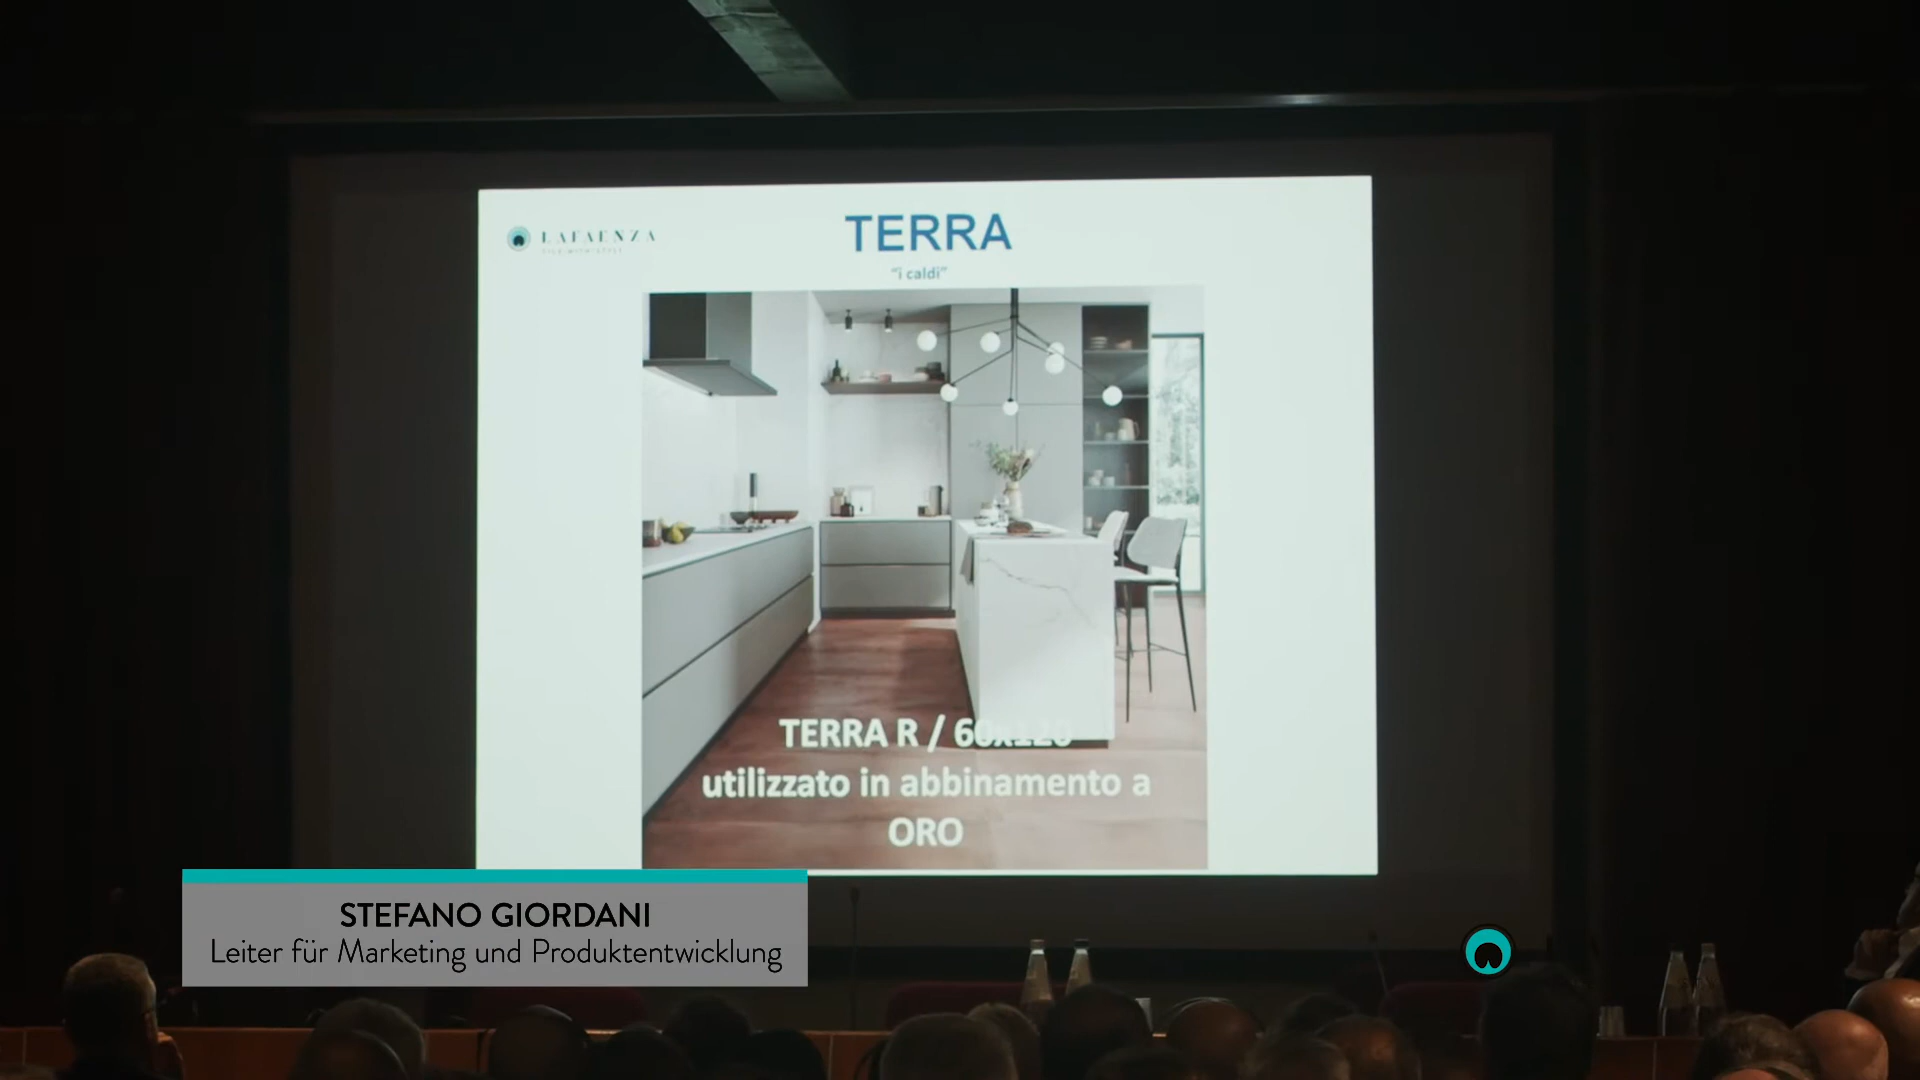 LAFAENZA
TERRA
"i caldi"
TERRA R / 60x120
utilizzato in abbinamento a
ORO
STEFANO GIORDANI
Leiter für Marketing und Produktentwicklung